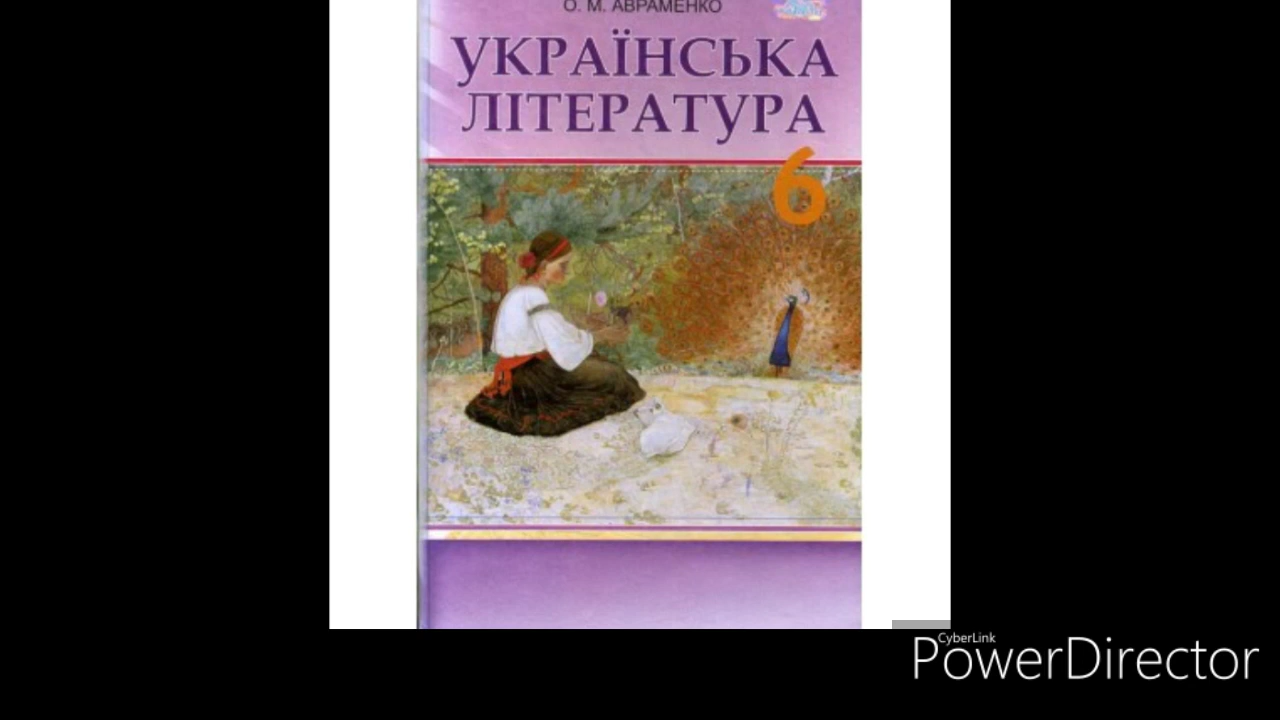 О. М. АВРАМЕНКО
УКРАЇНСЬКА
ЛІТЕРАТУРА
6
CyberLink
PowerDirector